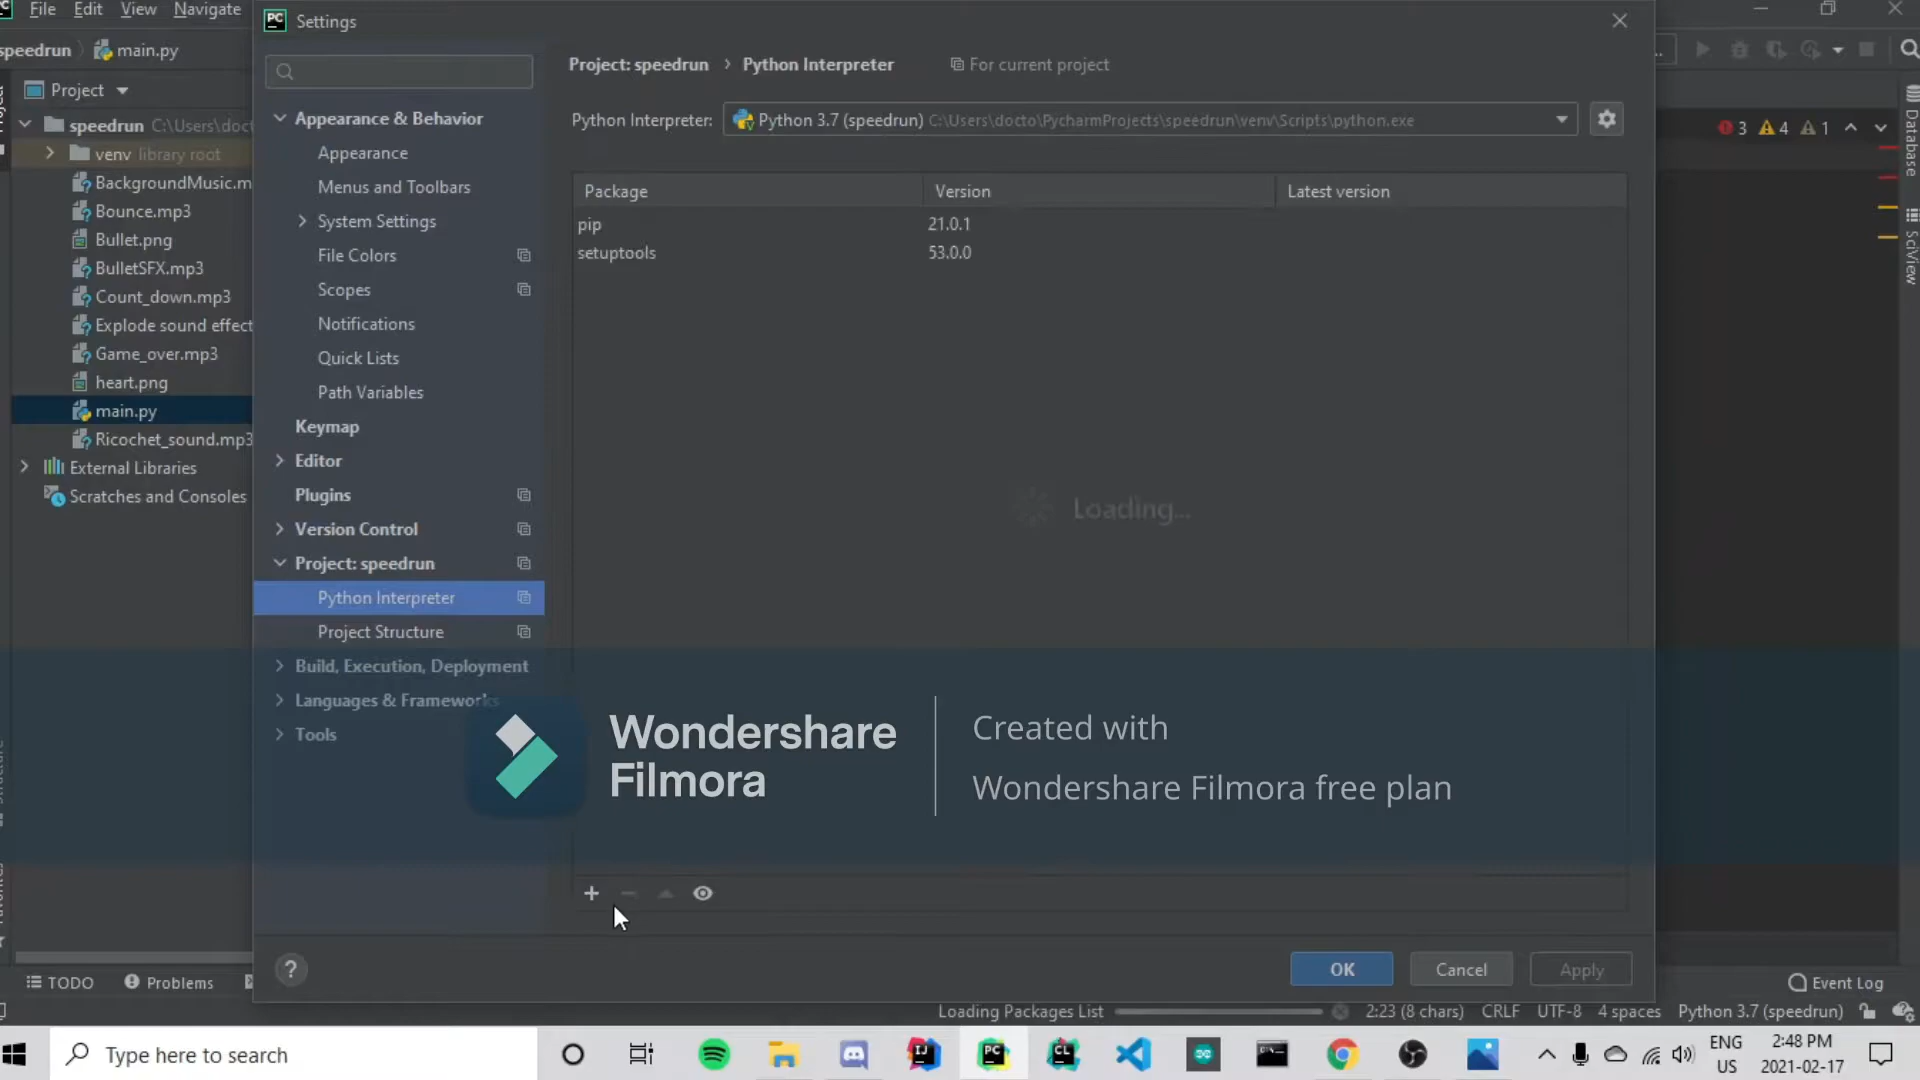 File Edit View Navigate
Settings
speedrun main.py
Project
speedrun C:\Users\doct
venv library root
BackgroundMusic.m
Bounce.mp3
Bullet.png
BulletSFX.mp3
Count_down.mp3
Explode sound effect
Game_over.mp3
heart.png
main.py
Ricochet_sound.mp3
External Libraries
Scratches and Consoles
Appearance & Behavior
Appearance
Menus and Toolbars
System Settings
File Colors
Scopes
Notifications
Quick Lists
Path Variables
Keymap
Editor
Plugins
Version Control
Project: speedrun
Python Interpreter
Project Structure
Build, Execution, Deployment
Languages & Frameworks
Tools
Project: speedrun › Python Interpreter For current project
Python Interpreter: Python 3.7 (speedrun) C:\Users\docto\PycharmProjects\speedrun\venv\Scripts\python.exe
Package Version Latest version
pip 21.0.1
setuptools 53.0.0
Loading...
3 4 1
Database
SciView
Wondershare
Filmora
Created with
Wondershare Filmora free plan
? OK Cancel Apply
TODO Problems Event Log
Loading Packages List 2:23 (8 chars) CRLF UTF-8 4 spaces Python 3.7 (speedrun)
Type here to search
ENG
US
2:48 PM
2021-02-17